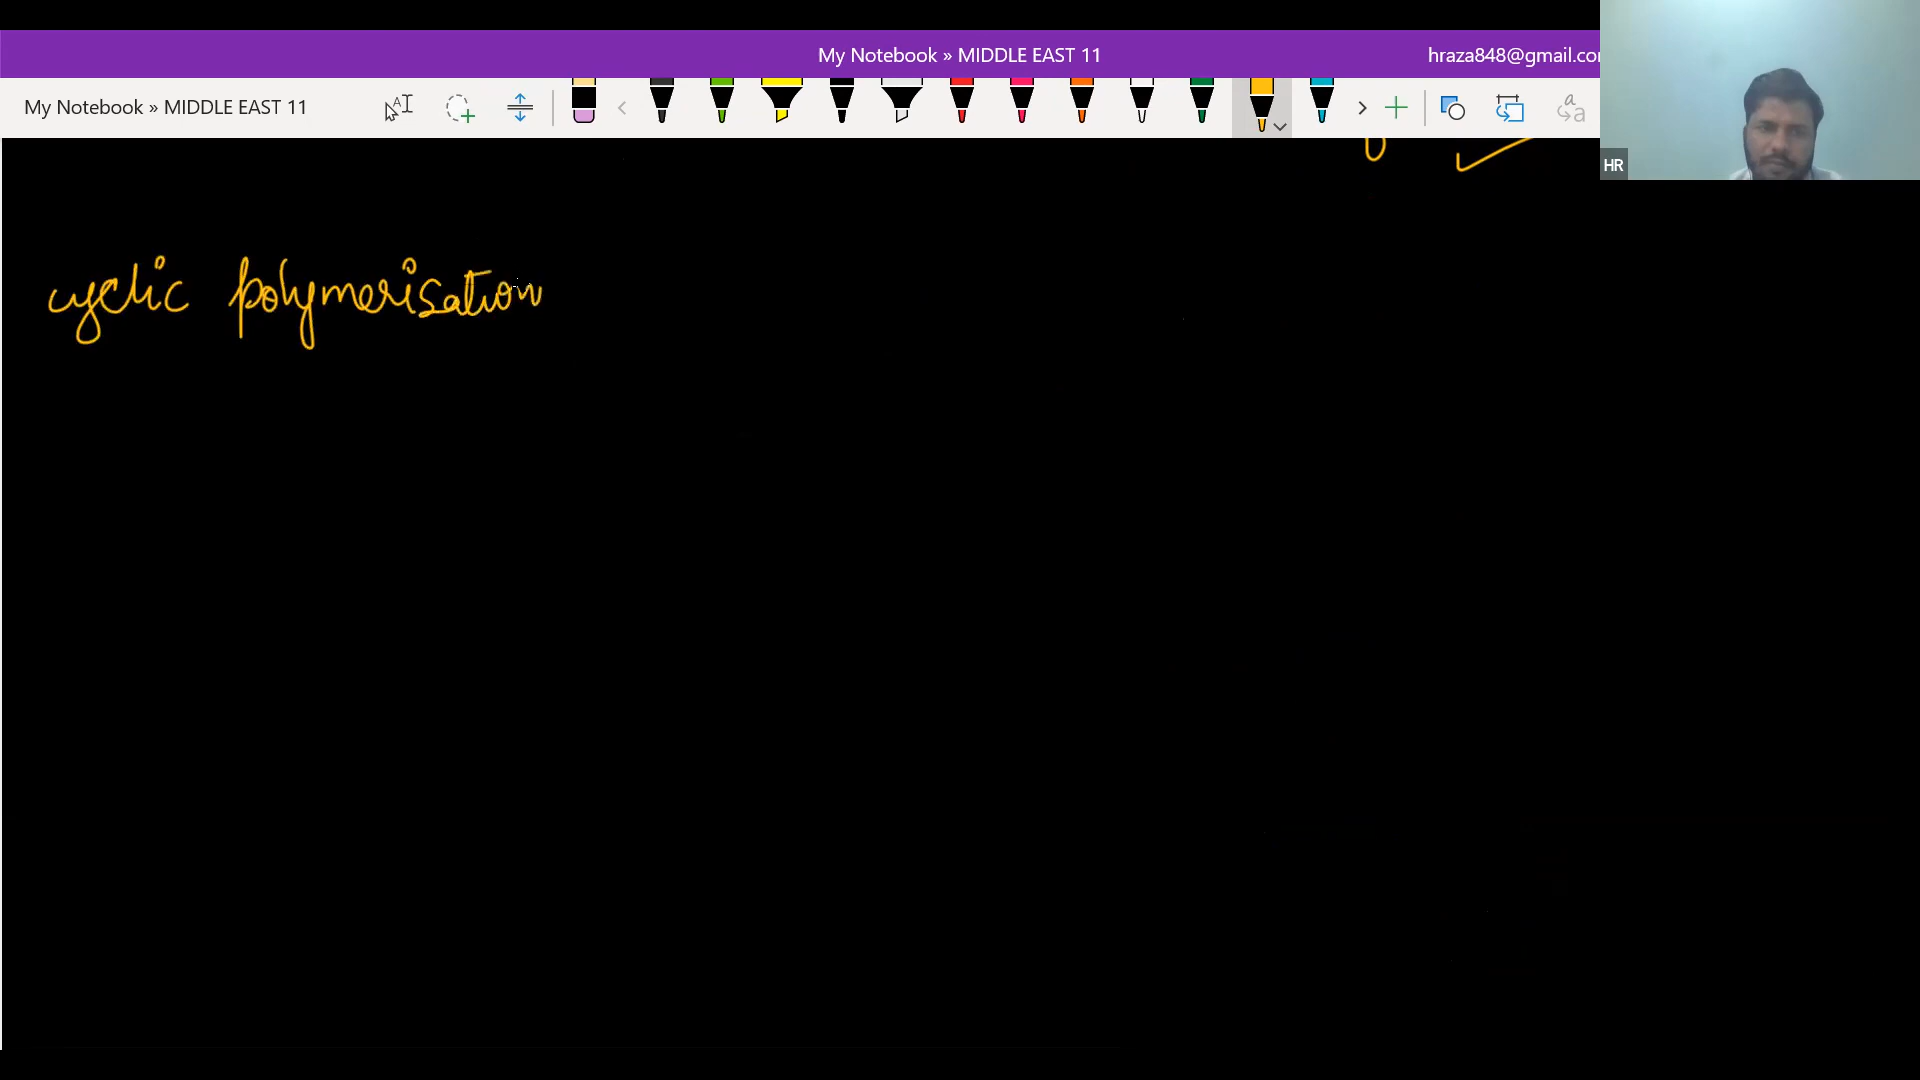 My Notebook » MIDDLE EAST 11
hraza848@gmail.co
My Notebook » MIDDLE EAST 11
HR
cyclic polymerisation